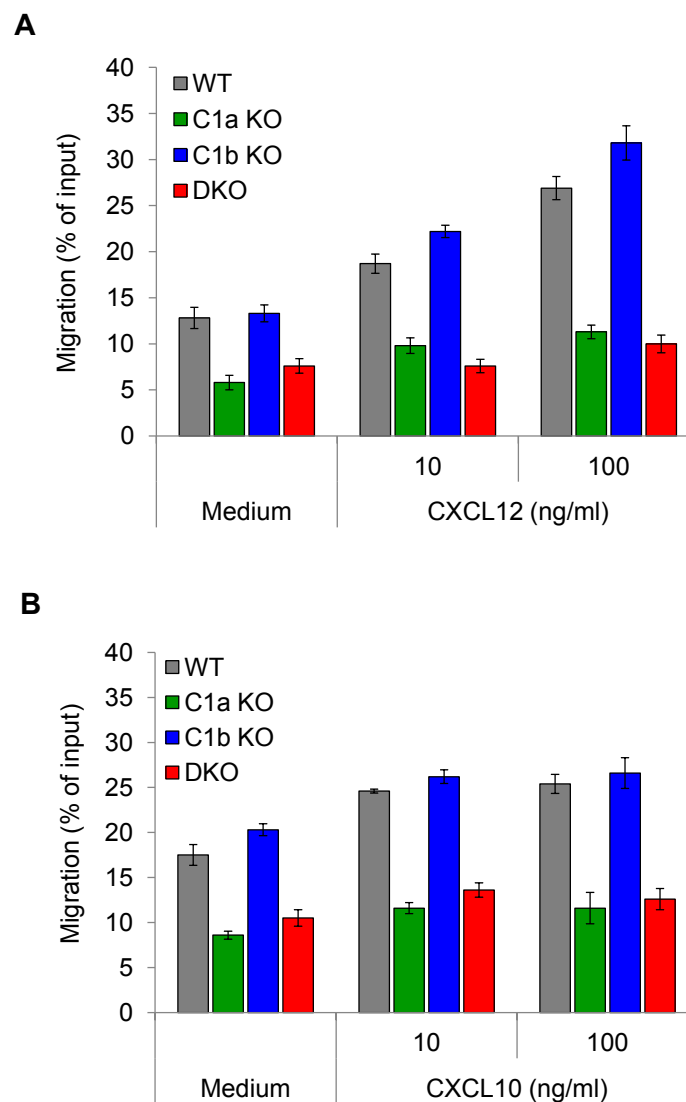 A
Migration (% of input)
40
35
30
25
20
15
10
5
0
WT
C1a KO
C1b KO
DKO
10 100
Medium CXCL12 (ng/ml)
B
Migration (% of input)
40
35
30
25
20
15
10
5
0
WT
C1a KO
C1b KO
DKO
10 100
Medium CXCL10 (ng/ml)